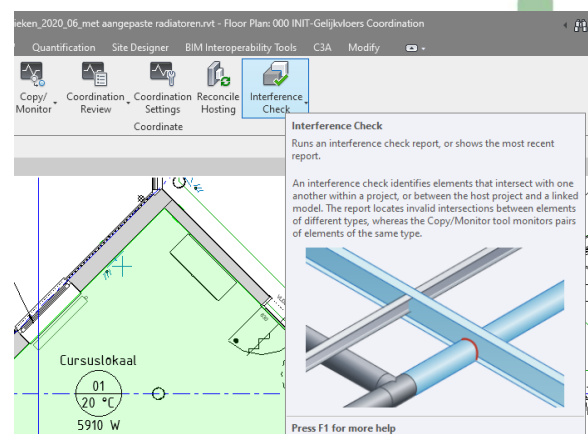 ieken_2020_06_met aangepaste radiatoren.rvt - Floor Plan: 000 INIT-Gelijkvloers Coordination
Quantification Site Designer BIM Interoperability Tools C3A Modify
Copy/ Coordination Coordination Reconcile Interference
Monitor Review Settings Hosting Check
Coordinate
Interference Check
Runs an interference check report, or shows the most recent
report.
An interference check identifies elements that intersect with one
another within a project, or between the host project and a linked
model. The report locates invalid intersections between elements
of different types, whereas the Copy/Monitor tool monitors pairs
of elements of the same type.
Cursuslokaal
01
20 °C
5910 W
Press F1 for more help